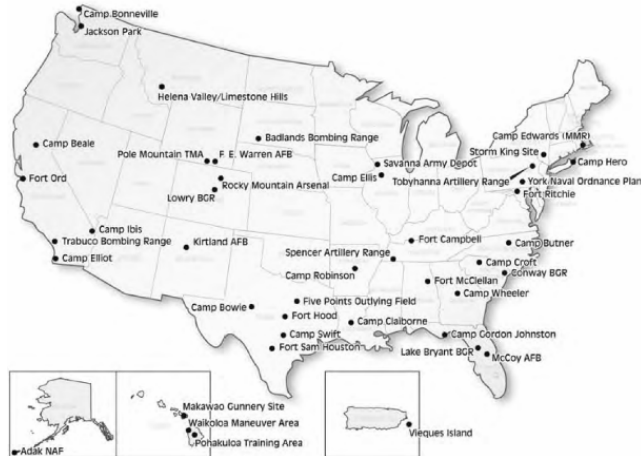 Camp Bonneville
Jackson Park
Helena Valley/Limestone Hills
Camp Edwards (MMR)
Badlands Bombing Range
Storm King Site
Camp Beale
Pole Mountain TMA
F. E. Warren AFB
Savanna Army Depot
Camp Hero
Camp Ellis
Tobyhanna Artillery Range
Fort Ord
Rocky Mountain Arsenal
York Naval Ordnance Plan
Fort Ritchie
Lowry BGR
Camp Ibis
Trabuco Bombing Range
Kirtland AFB
Fort Campbell
Camp Butner
Camp Elliot
Spencer Artillery Range
Camp Croft
Camp Robinson
Fort McClellan
Conway BGR
Camp Wheeler
Camp Bowie
Five Points Outlying Field
Fort Hood
Camp Claiborne
Camp Swift
Camp Gordon Johnston
Fort Sam Houston
Lake Bryant BGR
McCoy AFB
Makawao Gunnery Site
Waikoloa Maneuver Area
Pohakuloa Training Area
Vieques Island
Adak NAF